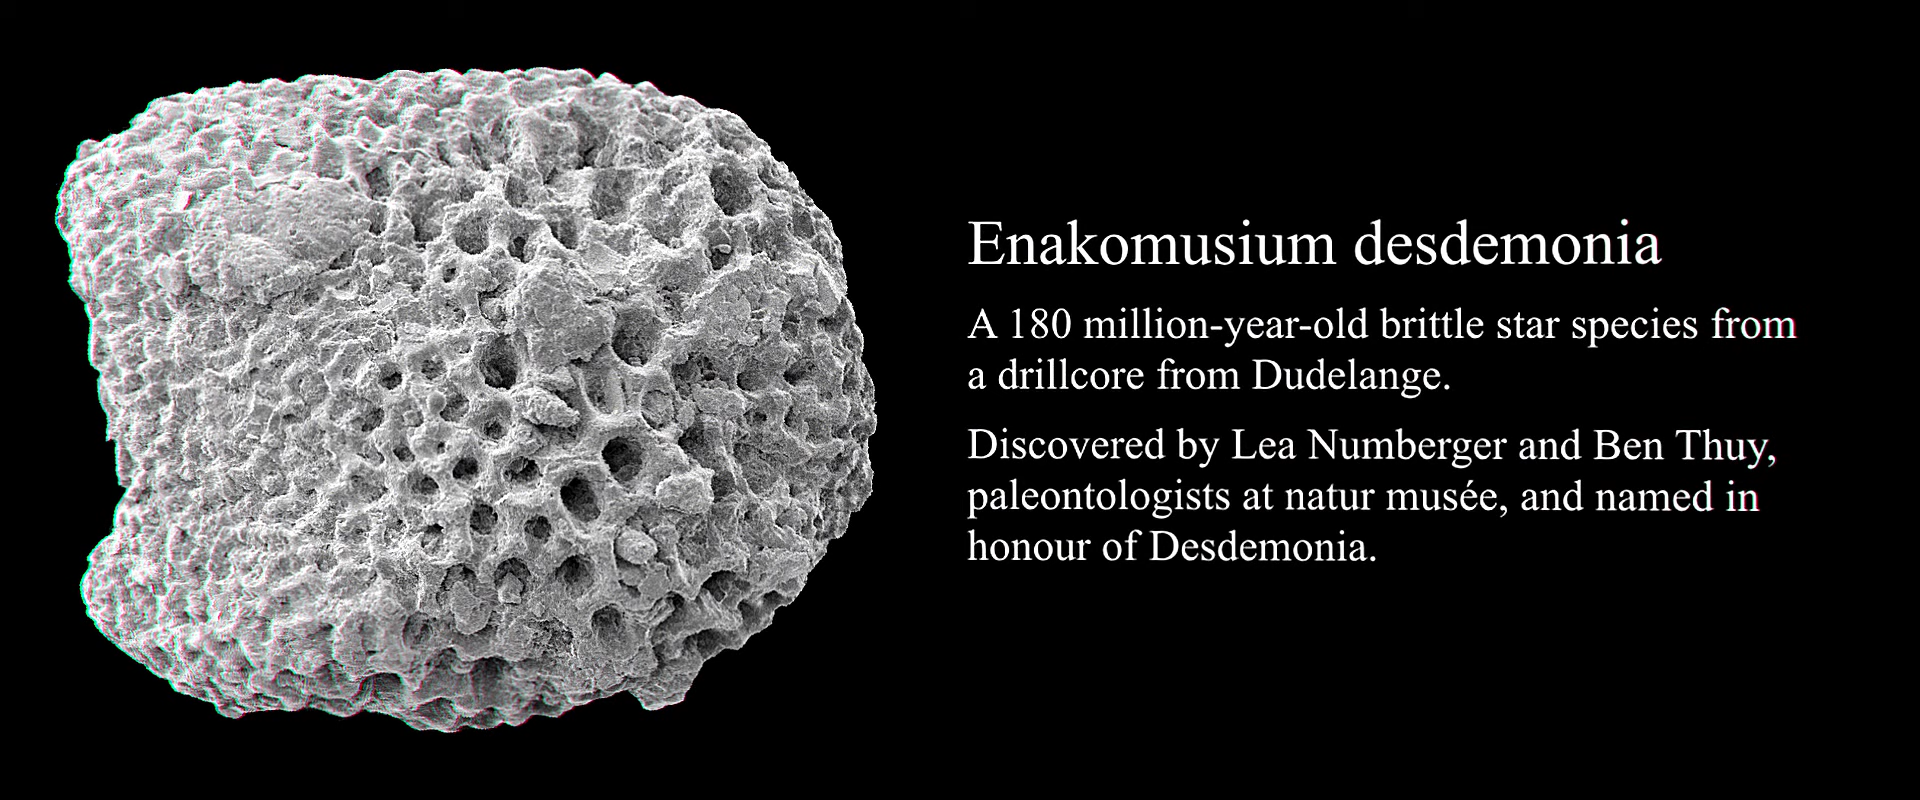 Enakomusium desdemonia
A 180 million-year-old brittle star species from
a drillcore from Dudelange.
Discovered by Lea Numberger and Ben Thuy,
paleontologists at natur musée, and named in
honour of Desdemonia.